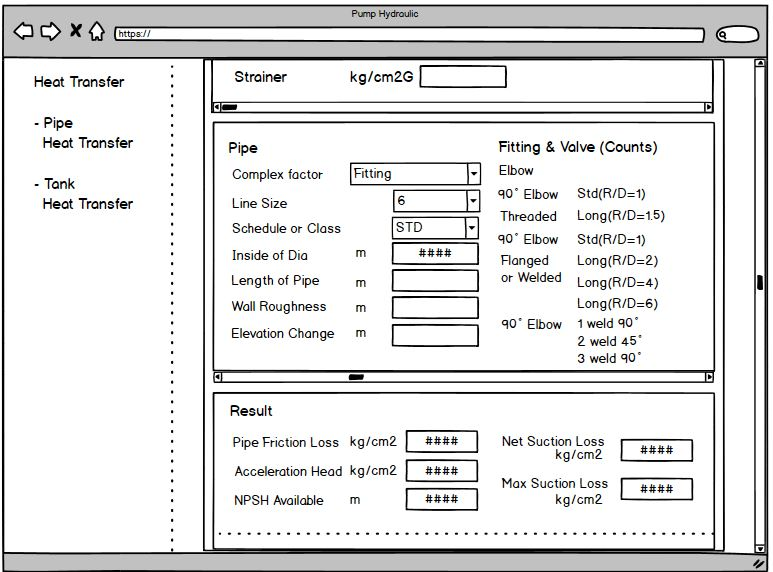 Pump Hydraulic
https://
Heat Transfer
- Pipe
Heat Transfer
- Tank
Heat Transfer
Strainer kg/cm2G
Pipe
Complex factor Fitting
Line Size 6
Schedule or Class STD
Inside of Dia m ####
Length of Pipe m
Wall Roughness m
Elevation Change m
Fitting & Valve (Counts)
Elbow
90° Elbow Std(R/D=1)
Threaded Long(R/D=1.5)
90° Elbow Std(R/D=1)
Flanged Long(R/D=2)
or Welded Long(R/D=4)
Long(R/D=6)
90° Elbow 1 weld 90°
2 weld 45°
3 weld 90°
Result
Pipe Friction Loss kg/cm2 ####
Acceleration Head kg/cm2 ####
NPSH Available m ####
Net Suction Loss
kg/cm2 ####
Max Suction Loss
kg/cm2 ####